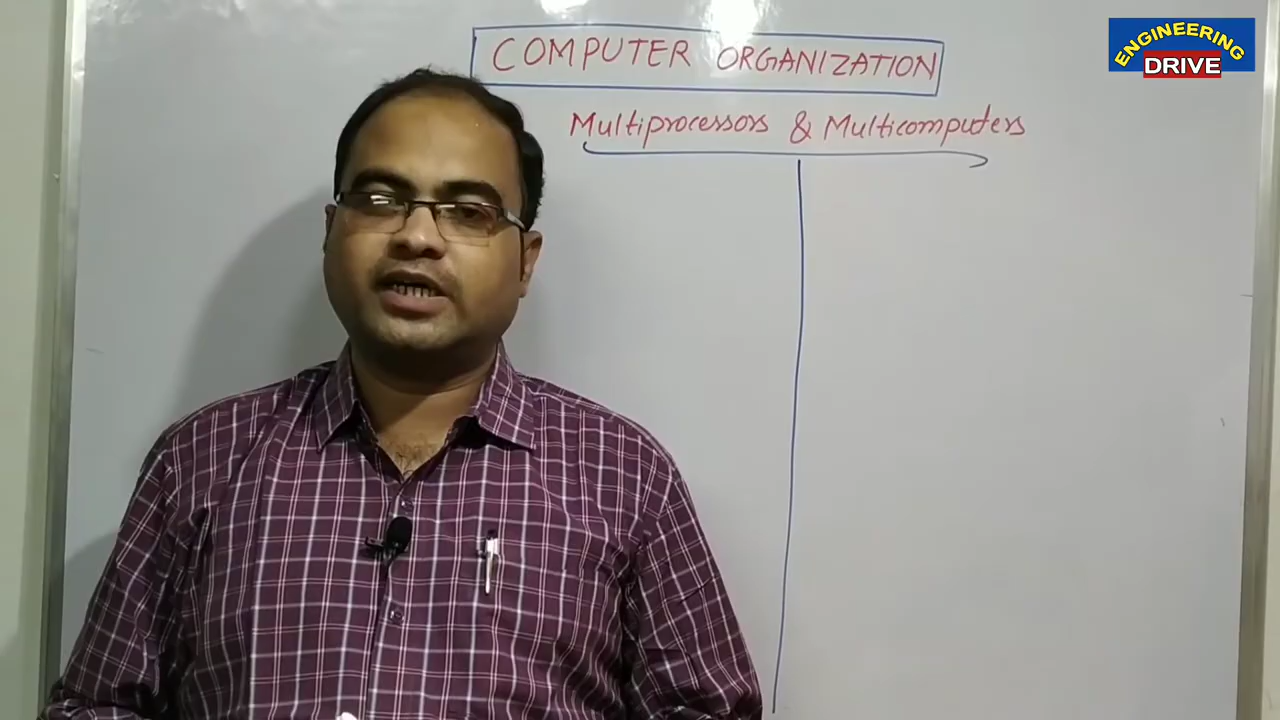 COMPUTER ORGANIZATION
Multiprocessors & Multicomputers
ENGINEERING
DRIVE